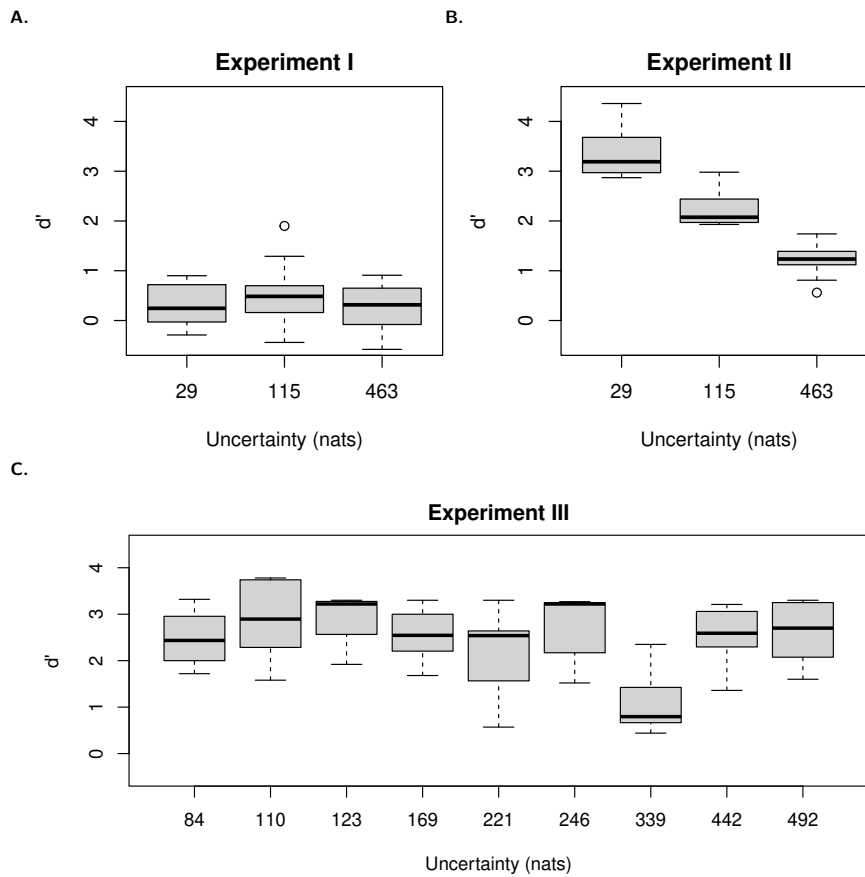 A.
Experiment I
4
3
2
1
0
d'
29 115 463
Uncertainty (nats)
B.
Experiment II
4
3
2
1
0
d'
29 115 463
Uncertainty (nats)
C.
Experiment III
4
3
2
1
0
d'
84 110 123 169 221 246 339 442 492
Uncertainty (nats)